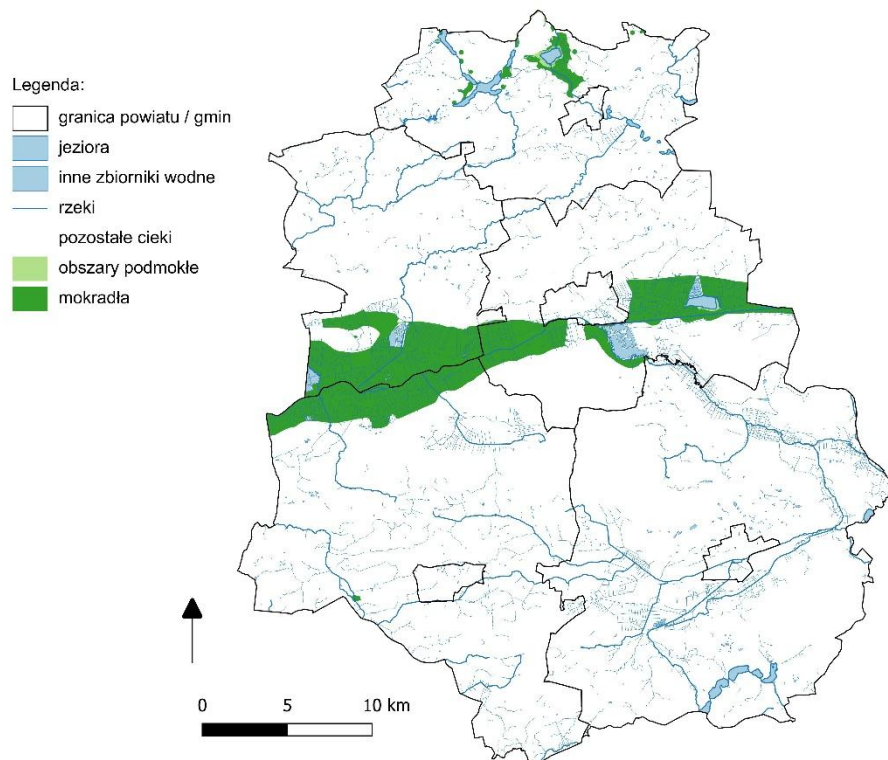 Legenda:
granica powiatu / gmin
jeziora
inne zbiorniki wodne
rzeki
pozostałe cieki
obszary podmokłe
mokradła
0 5 10 km